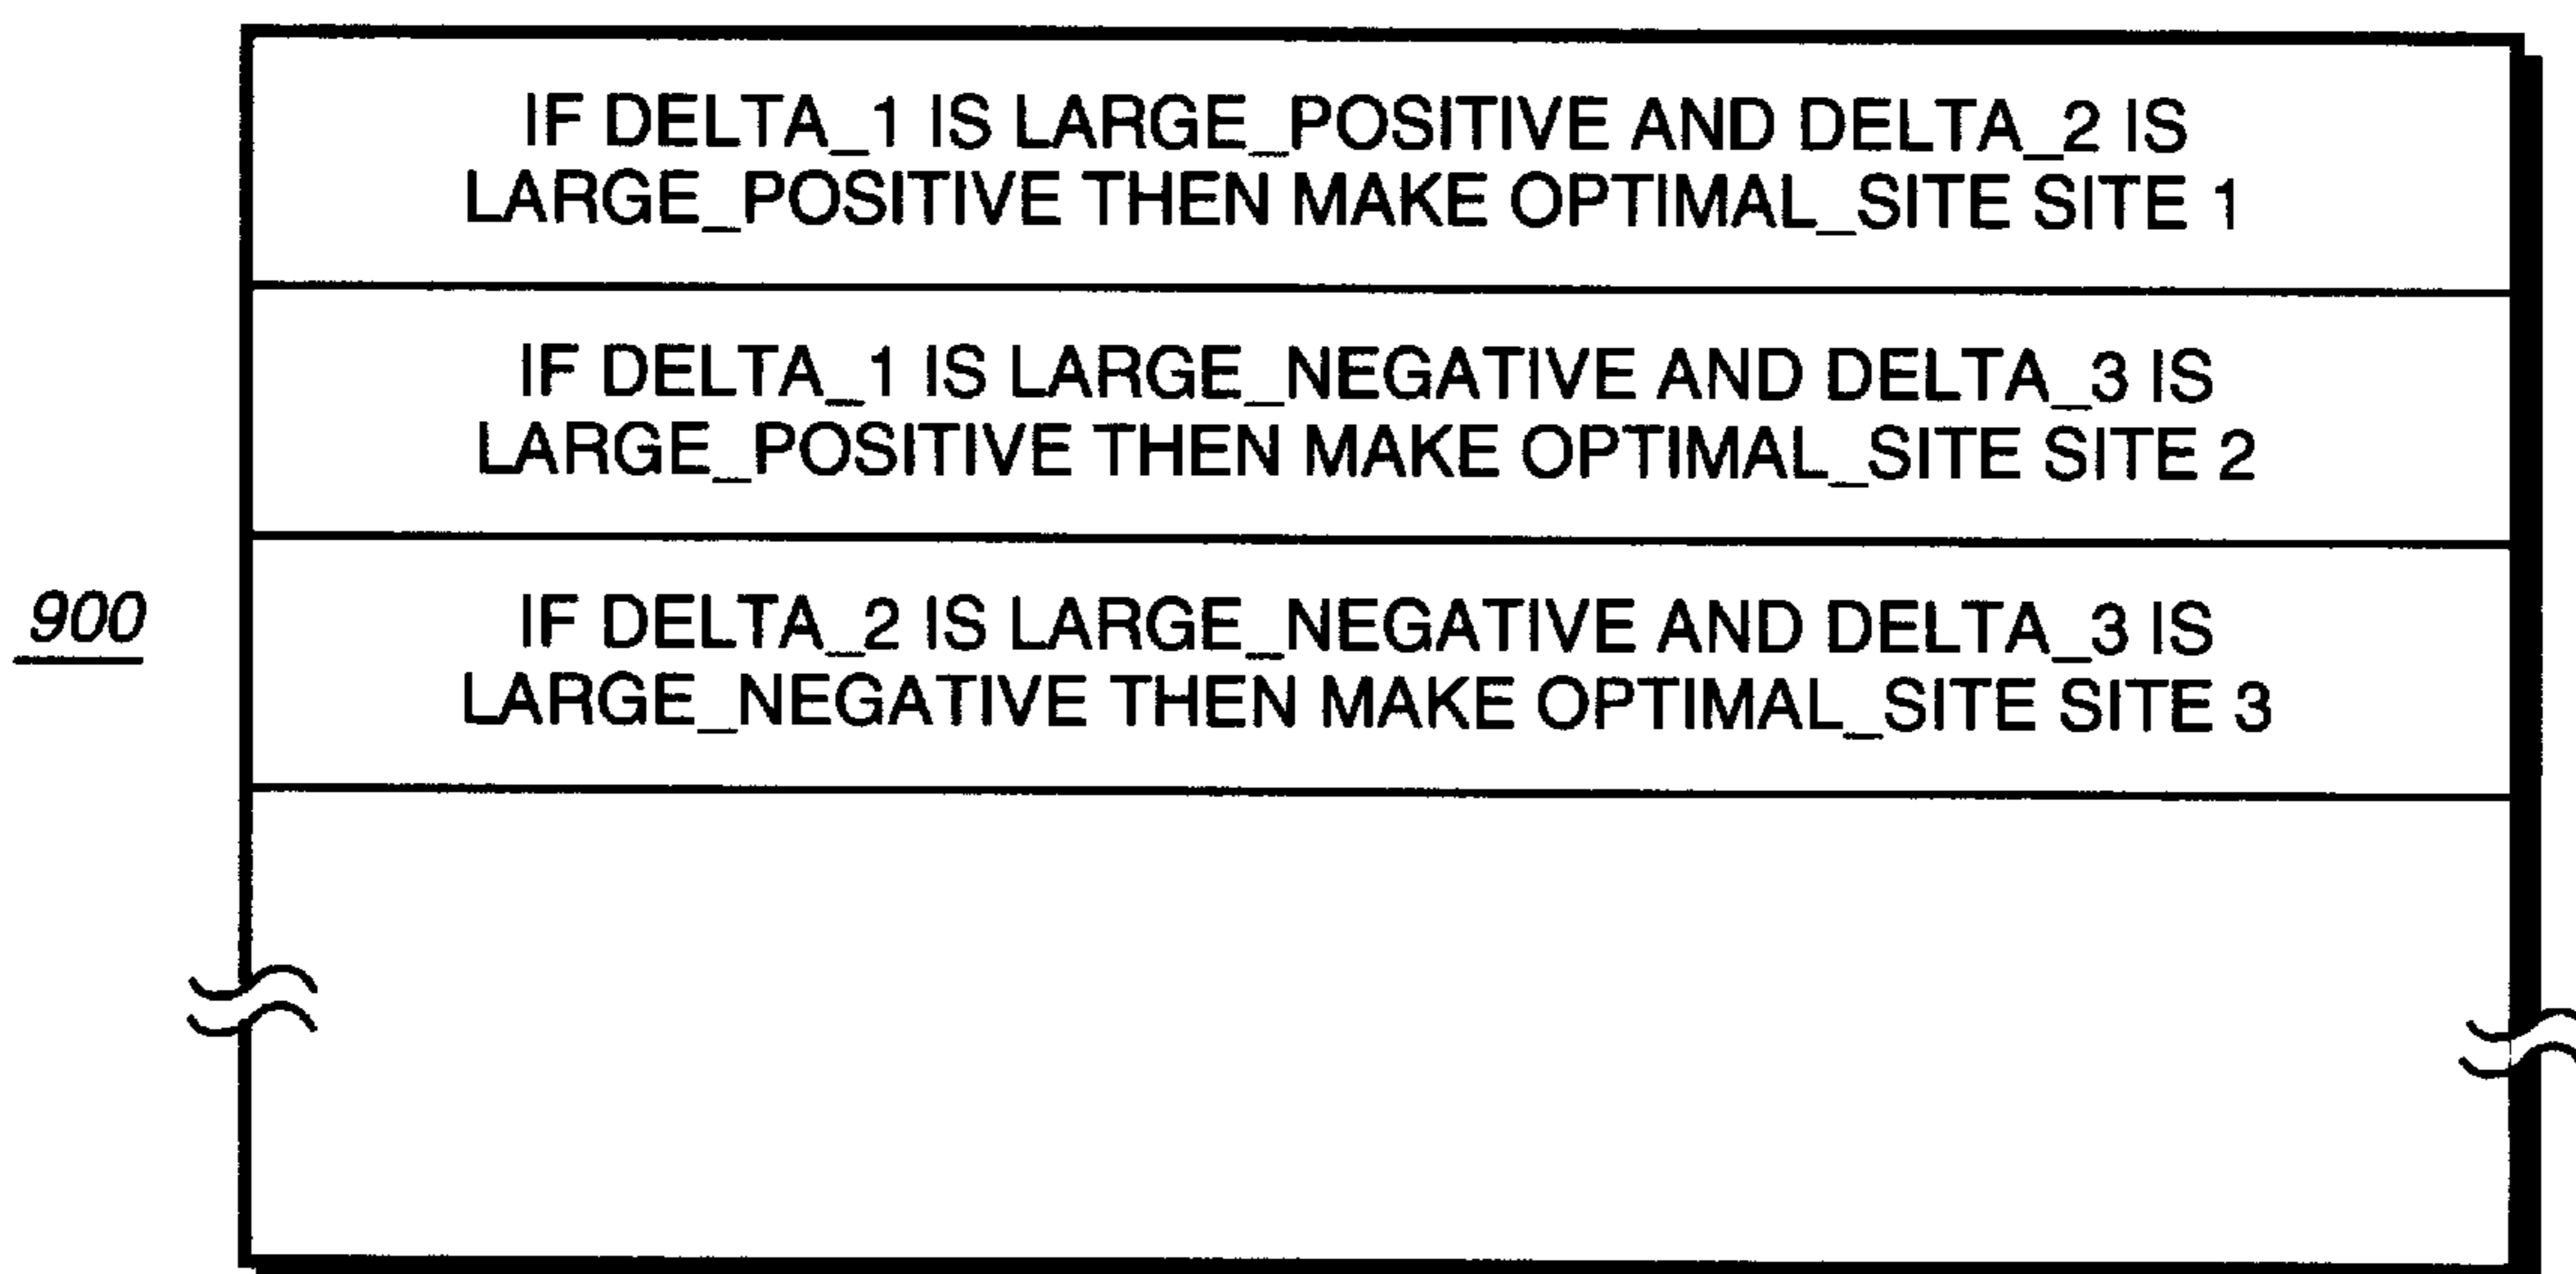 IF DELTA_1 IS LARGE_POSITIVE AND DELTA_2 IS
LARGE_POSITIVE THEN MAKE OPTIMAL_SITE SITE 1
IF DELTA_1 IS LARGE_NEGATIVE AND DELTA_3 IS
LARGE_POSITIVE THEN MAKE OPTIMAL_SITE SITE 2
900
IF DELTA_2 IS LARGE_NEGATIVE AND DELTA_3 IS
LARGE_NEGATIVE THEN MAKE OPTIMAL_SITE SITE 3